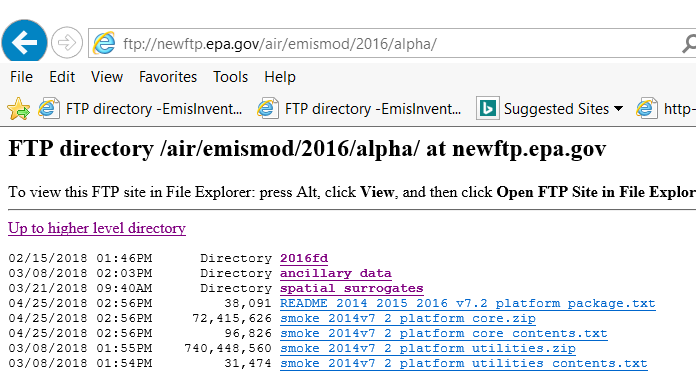 ftp://newftp.epa.gov/air/emismod/2016/alpha/
File Edit View Favorites Tools Help
FTP directory -EmisInvent... FTP directory -EmisInvent... Suggested Sites http-
FTP directory /air/emismod/2016/alpha/ at newftp.epa.gov
To view this FTP site in File Explorer: press Alt, click View, and then click Open FTP Site in File Explor
Up to higher level directory
02/15/2018 01:46PM Directory 2016fd
03/08/2018 02:03PM Directory ancillary data
03/21/2018 09:40AM Directory spatial surrogates
04/25/2018 02:56PM 38,091 README 2014 2015 2016 v7.2 platform package.txt
04/25/2018 02:56PM 72,415,626 smoke 2014v7 2 platform core.zip
04/25/2018 02:56PM 96,826 smoke 2014v7 2 platform core contents.txt
03/08/2018 01:55PM 740,448,560 smoke 2014v7 2 platform utilities.zip
03/08/2018 01:54PM 31,474 smoke 2014v7 2 platform utilities contents.txt